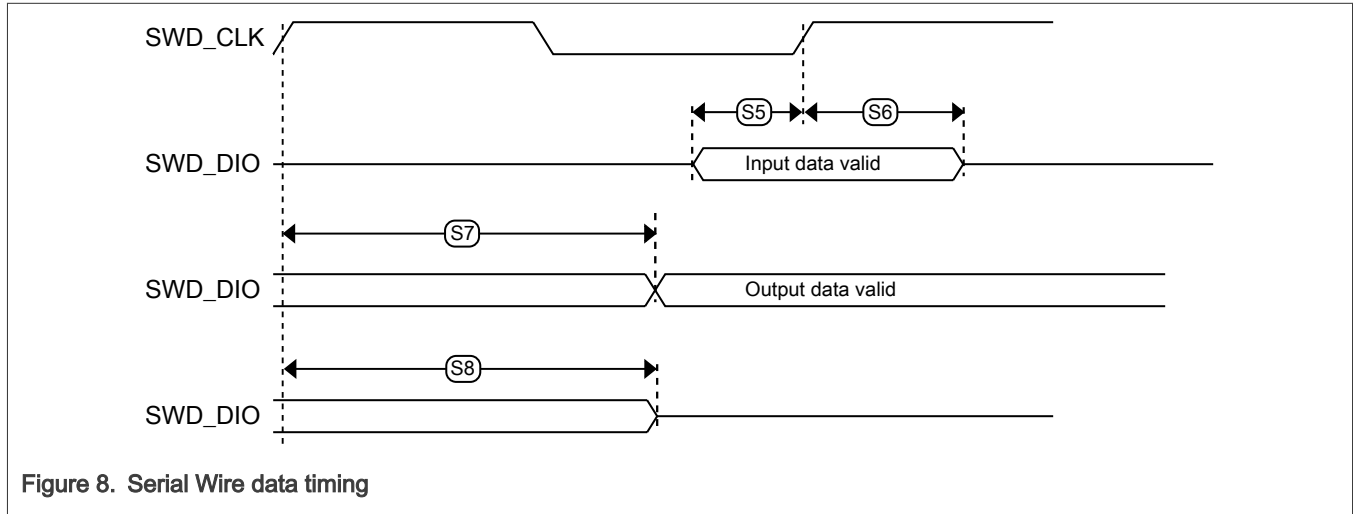 SWD_CLK
S5
S6
SWD_DIO
Input data valid
S7
SWD_DIO
Output data valid
S8
SWD_DIO
Figure 8. Serial Wire data timing